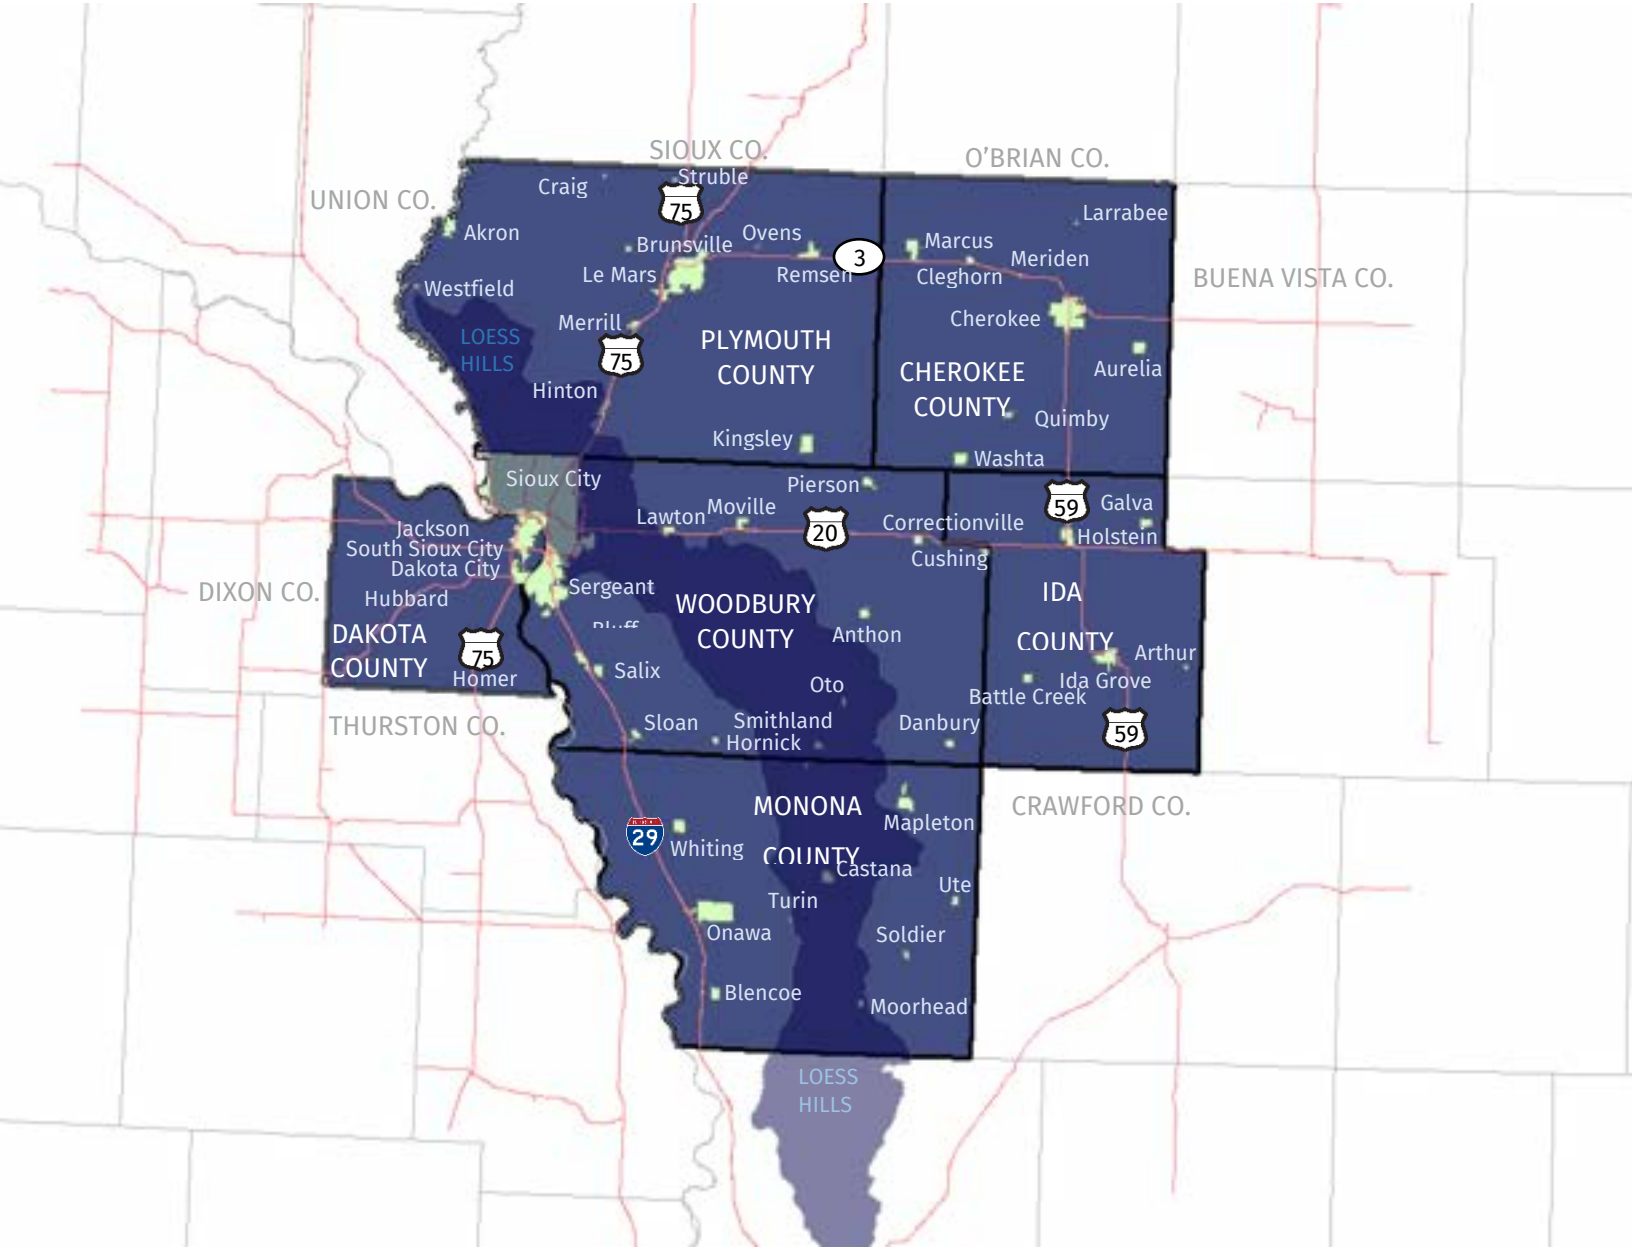 SIOUX CO.
O'BRIAN CO.
UNION CO.
Craig
Struble
75
Larrabee
Akron
Brunsville
Ovens
Marcus
3
Meriden
Le Mars
Remsen
Cleghorn
BUENA VISTA CO.
Westfield
Merrill
Cherokee
LOESS
HILLS
75
PLYMOUTH
COUNTY
CHEROKEE
COUNTY
Aurelia
Hinton
Quimby
Kingsley
Washta
Sioux City
Pierson
59
Galva
Lawton
Moville
20
Correctionville
Holstein
Jackson
South Sioux City
Dakota City
Cushing
DIXON CO.
Hubbard
Sergeant
Bluff
WOODBURY
COUNTY
IDA
COUNTY
DAKOTA
COUNTY
75
Homer
Anthon
Arthur
Salix
Oto
Ida Grove
Battle Creek
THURSTON CO.
Sloan
Smithland
Hornick
Danbury
59
MONONA
COUNTY
CRAWFORD CO.
29
Whiting
Mapleton
Castana
Ute
Turin
Onawa
Soldier
Blencoe
Moorhead
LOESS
HILLS